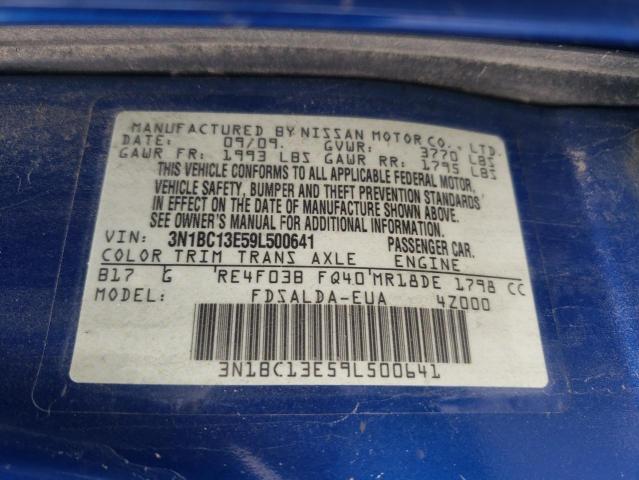 MANUFACTURED BY NISSAN MOTOR CO., LTD.
DATE: 09/09. GVWR: 3770 LBS
GAWR FR: 1993 LBS GAWR RR: 1795 LBS
THIS VEHICLE CONFORMS TO ALL APPLICABLE FEDERAL MOTOR
VEHICLE SAFETY, BUMPER AND THEFT PREVENTION STANDARDS
IN EFFECT ON THE DATE OF MANUFACTURE SHOWN ABOVE.
SEE OWNER'S MANUAL FOR ADDITIONAL INFORMATION.
VIN: 3N1BC13E59L500641 PASSENGER CAR.
COLOR TRIM TRANS AXLE ENGINE
B17 G RE4F03B FQ40 MR18DE 1798 CC
MODEL: FDSALDA-EUA 4Z000
3N1BC13E59L500641